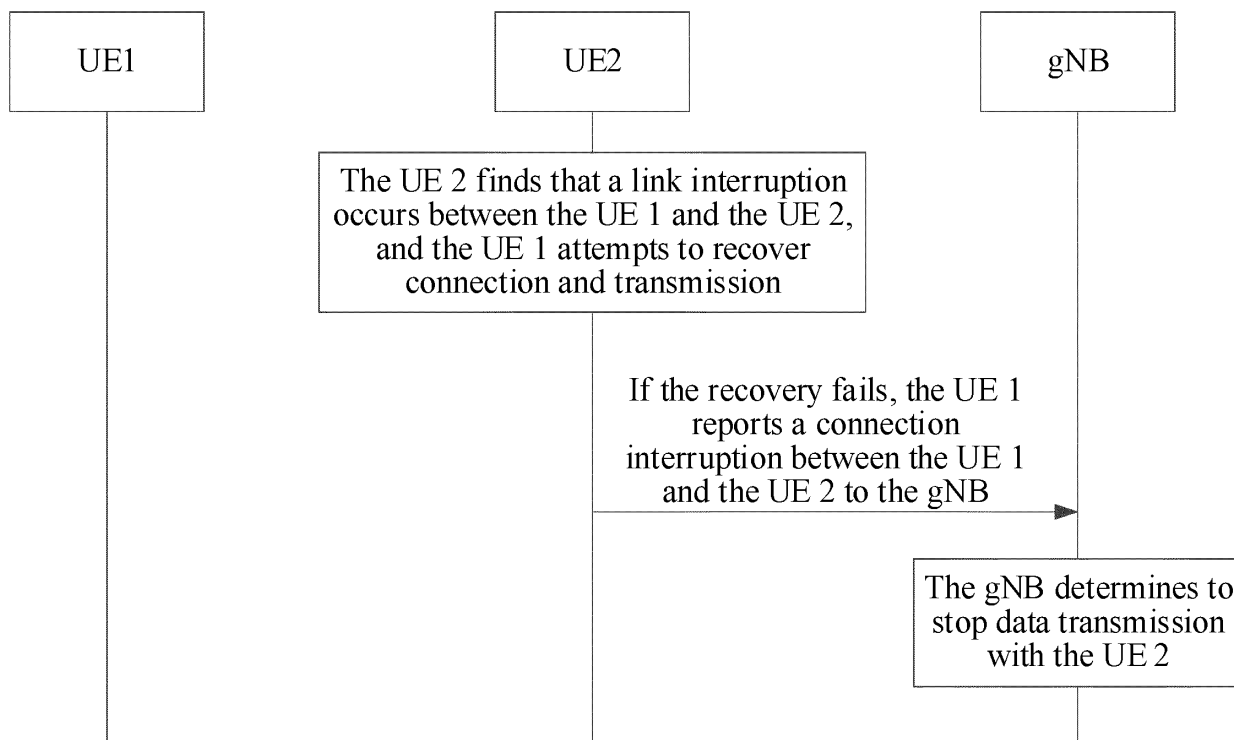 UE1
UE2
gNB
The UE 2 finds that a link interruption
occurs between the UE 1 and the UE 2,
and the UE 1 attempts to recover
connection and transmission
If the recovery fails, the UE 1
reports a connection
interruption between the UE 1
and the UE 2 to the gNB
The gNB determines to
stop data transmission
with the UE 2